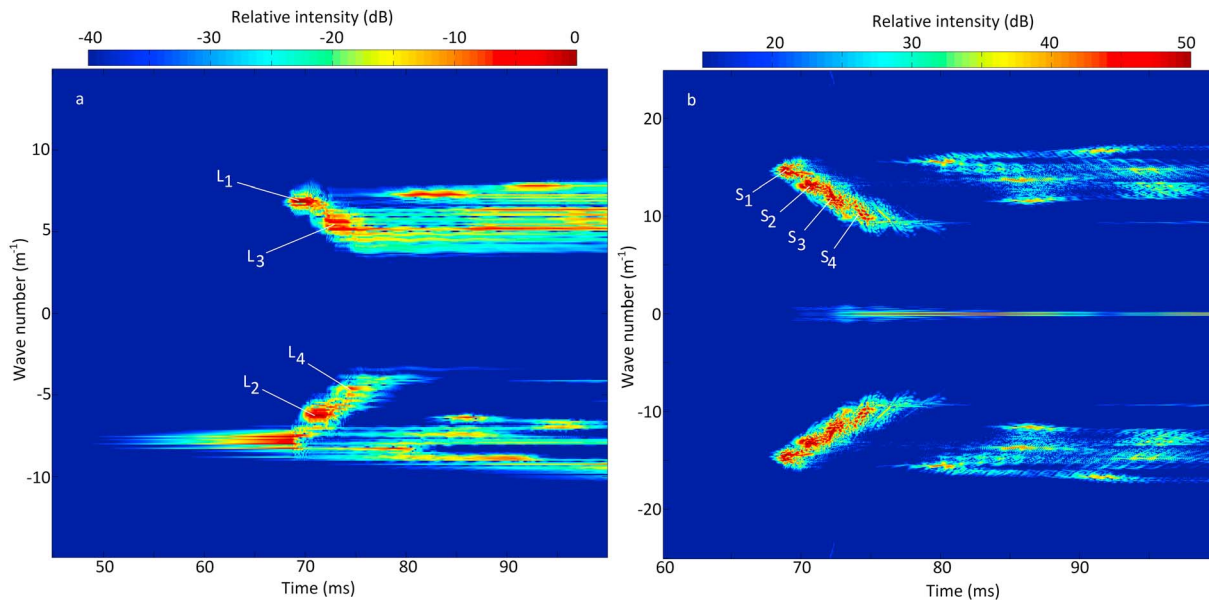 Relative intensity (dB)
-40 -30 -20 -10 0
a
L1
L3
L4
L2
10
5
0
-5
-10
Wave number (m-1)
50 60 70 80 90
Time (ms)
Relative intensity (dB)
20 30 40 50
b
S1
S2
S3
S4
20
10
0
-10
-20
Wave number (m-1)
60 70 80 90
Time (ms)